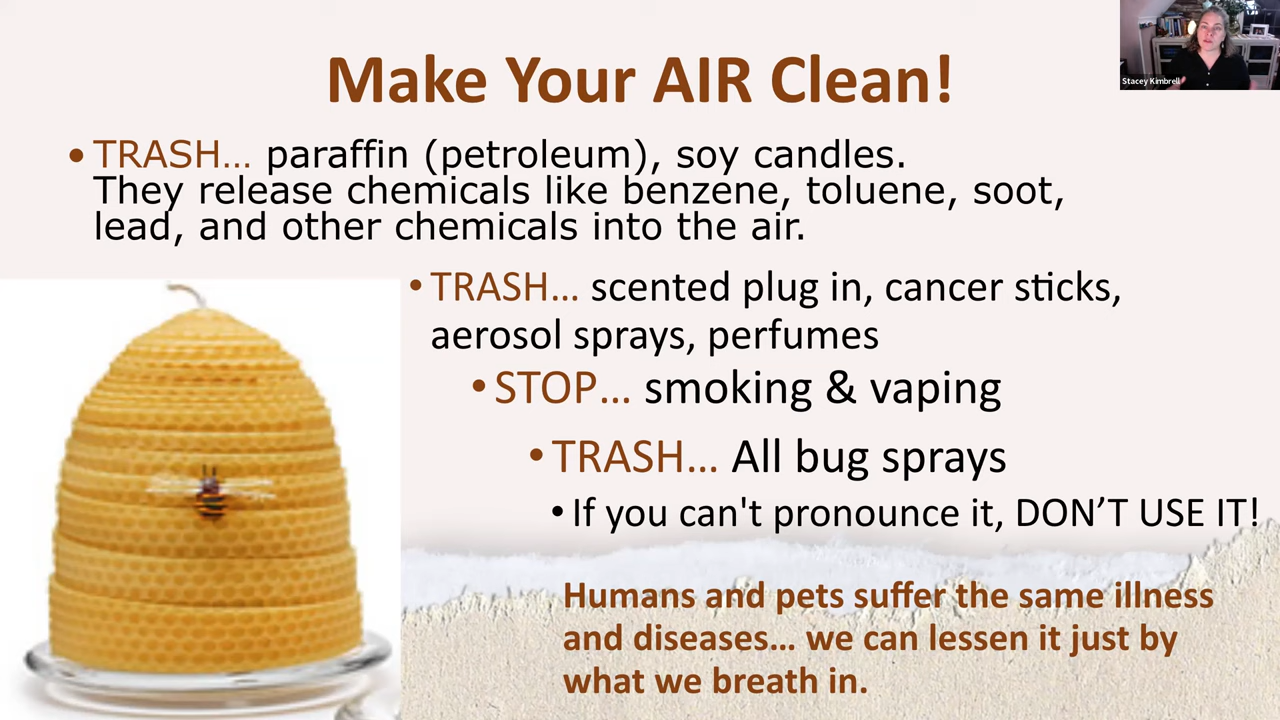 Make Your AIR Clean!
Stacey Kimbrell
• TRASH... paraffin (petroleum), soy candles.
They release chemicals like benzene, toluene, soot,
lead, and other chemicals into the air.
• TRASH... scented plug in, cancer sticks,
aerosol sprays, perfumes
• STOP... smoking & vaping
• TRASH... All bug sprays
• If you can't pronounce it, DON’T USE IT!
Humans and pets suffer the same illness
and diseases... we can lessen it just by
what we breath in.